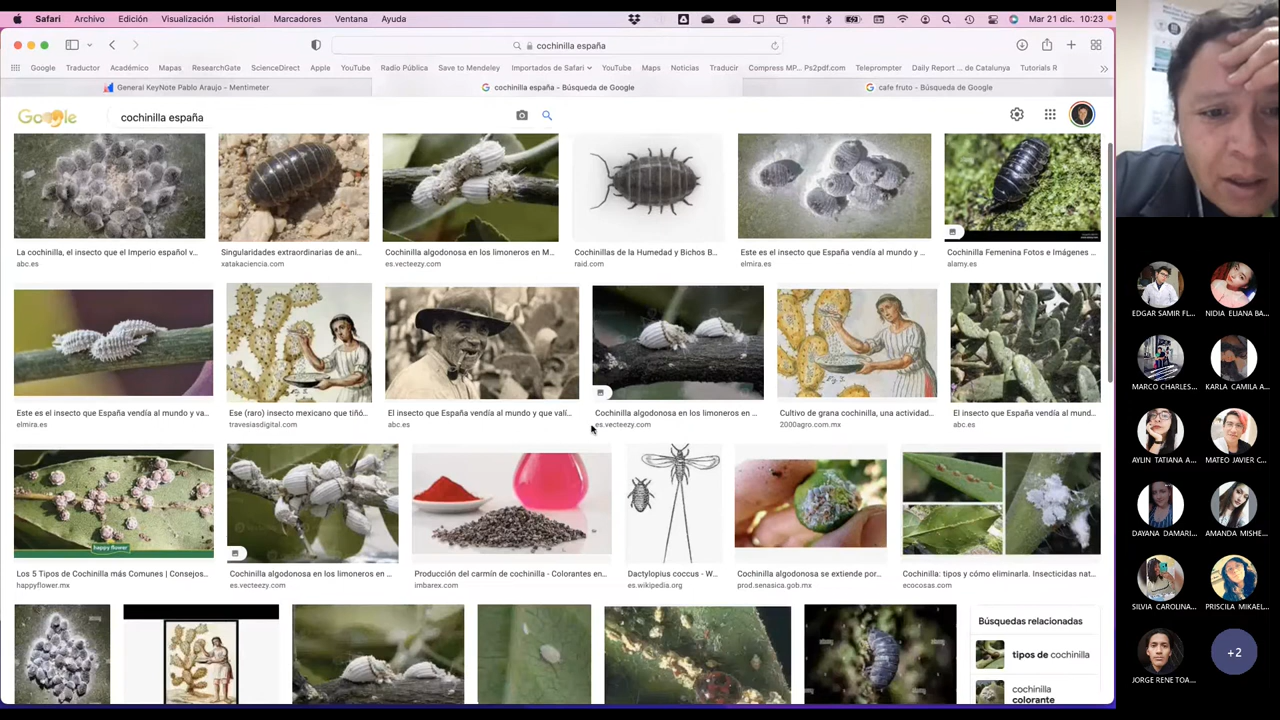 Safari Archivo Edición Visualización Historial Marcadores Ventana Ayuda
Mar 21 dic. 10:23
cochinilla españa
Google Traductor Académico Mapas ResearchGate ScienceDirect Apple YouTube Radio Pública Save to Mendeley Importados de Safari YouTube Maps Noticias Traducir Compress MP... Ps2pdf.com Teleprompter Daily Report ... de Catalunya Tutorials R
General KeyNote Pablo Araujo - Mentimeter
cochinilla españa - Búsqueda de Google
cafe fruto - Búsqueda de Google
Google
cochinilla españa
La cochinilla, el insecto que el Imperio español v...
abc.es
Singularidades extraordinarias de ani...
xatakaciencia.com
Cochinilla algodonosa en los limoneros en M...
es.vecteezy.com
Cochinillas de la Humedad y Bichos B...
raid.com
Este es el insecto que España vendía al mundo y ...
elmira.es
Cochinilla Femenina Fotos e Imágenes ...
alamy.es
Este es el insecto que España vendía al mundo y va...
elmira.es
Ese (raro) insecto mexicano que tiñó...
travesiasdigital.com
El insecto que España vendía al mundo y que valí...
abc.es
Cochinilla algodonosa en los limoneros en ...
es.vecteezy.com
Cultivo de grana cochinilla, una actividad...
2000agro.com.mx
El insecto que España vendía al mund...
abc.es
happy flower
Los 5 Tipos de Cochinilla más Comunes | Consejos...
happyflower.mx
Cochinilla algodonosa en los limoneros en ...
es.vecteezy.com
Producción del carmín de cochinilla - Colorantes en...
imbarex.com
Dactylopius coccus - W...
es.wikipedia.org
Cochinilla algodonosa se extiende por...
prod.senasica.gob.mx
Cochinilla: tipos y cómo eliminarla. Insecticidas nat...
ecocosas.com
Búsquedas relacionadas
tipos de cochinilla
cochinilla
colorante
EDGAR SAMIR FL...
NIDIA ELIANA BA...
MARCO CHARLES...
KARLA CAMILA A...
AYLIN TATIANA A...
MATEO JAVIER C...
DAYANA DAMARI...
AMANDA MISHE...
SILVIA CAROLINA...
PRISCILA MIKAEL...
JORGE RENE TOA...
+2